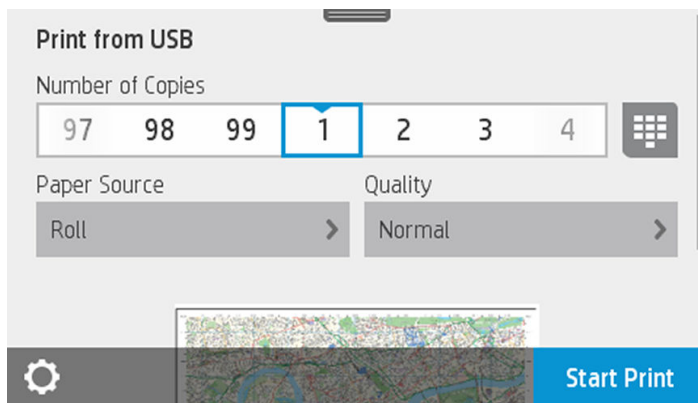 Print from USB
Number of Copies
97 98 99 1 2 3 4
Paper Source Quality
Roll Normal
Start Print